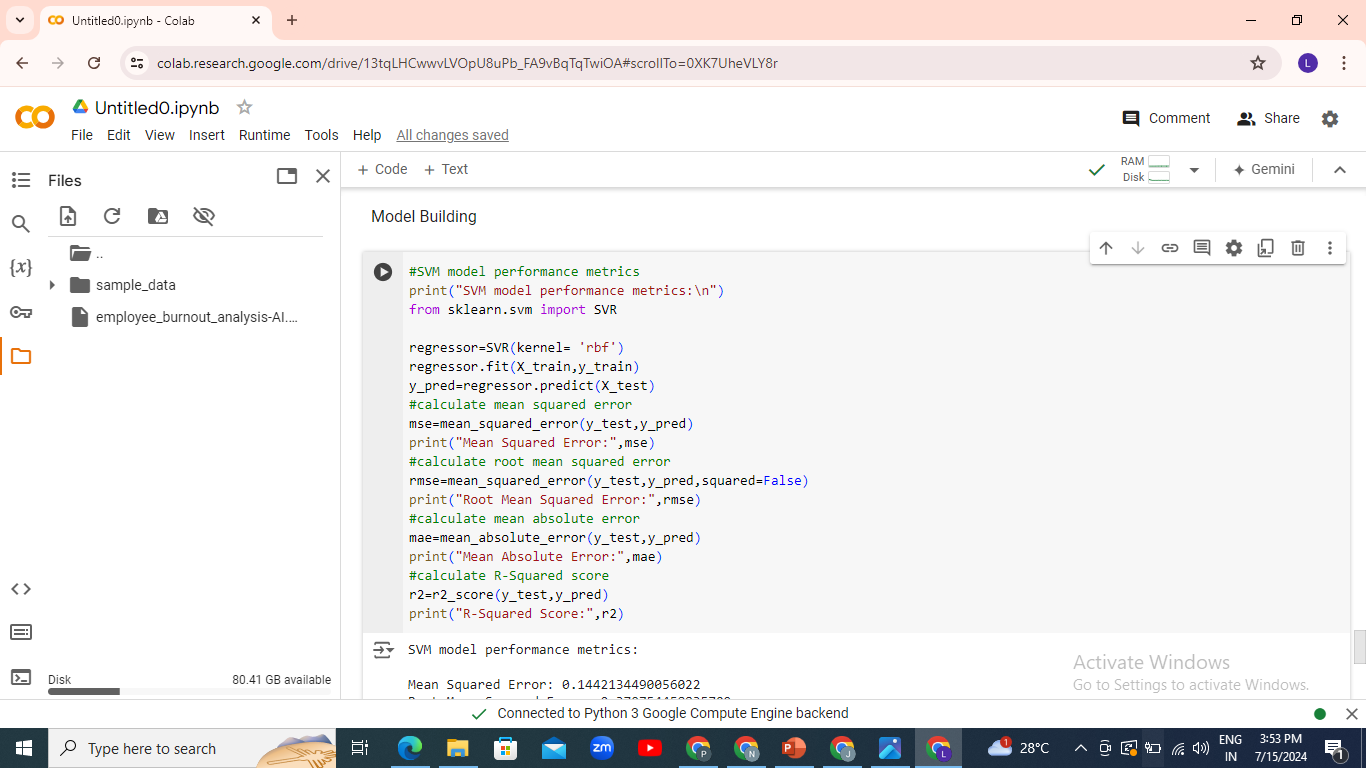 Untitled0.ipynb - Colab
colab.research.google.com/drive/13tqLHCwwvLVOpU8uPb_FA9vBqTqTwiOA#scrollTo=0XK7UheVLY8r
L
Untitled0.ipynb
Comment
Share
File Edit View Insert Runtime Tools Help All changes saved
Files
+ Code + Text
RAM
Disk
Gemini
{x}
..
sample_data
employee_burnout_analysis-AI....
Model Building
#SVM model performance metrics
print("SVM model performance metrics:\n")
from sklearn.svm import SVR
regressor=SVR(kernel= 'rbf')
regressor.fit(X_train,y_train)
y_pred=regressor.predict(X_test)
#calculate mean squared error
mse=mean_squared_error(y_test,y_pred)
print("Mean Squared Error:",mse)
#calculate root mean squared error
rmse=mean_squared_error(y_test,y_pred,squared=False)
print("Root Mean Squared Error:",rmse)
#calculate mean absolute error
mae=mean_absolute_error(y_test,y_pred)
print("Mean Absolute Error:",mae)
#calculate R-Squared score
r2=r2_score(y_test,y_pred)
print("R-Squared Score:",r2)
SVM model performance metrics:
Mean Squared Error: 0.1442134490056022
Disk
80.41 GB available
Activate Windows
Go to Settings to activate Windows.
Connected to Python 3 Google Compute Engine backend
Type here to search
zm
P
N
P
J
L
1
28°C
ENG
IN
3:53 PM
7/15/2024
1